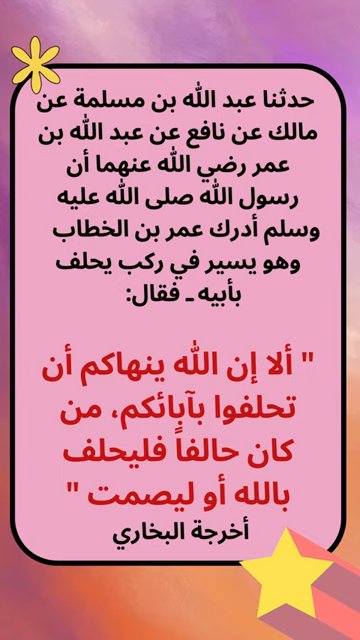 حدثنا عبد الله بن مسلمة عن
مالك عن نافع عن عبد الله بن
عمر رضي الله عنهما أن
رسول الله صلى الله عليه
وسلم أدرك عمر بن الخطاب
وهو يسير في ركب يحلف
بأبيه ـ فقال:
" ألا إن الله ينهاكم أن
تحلفوا بآبائكم، من
كان حالفاً فليحلف
بالله أو ليصمت "
أخرجة البخاري